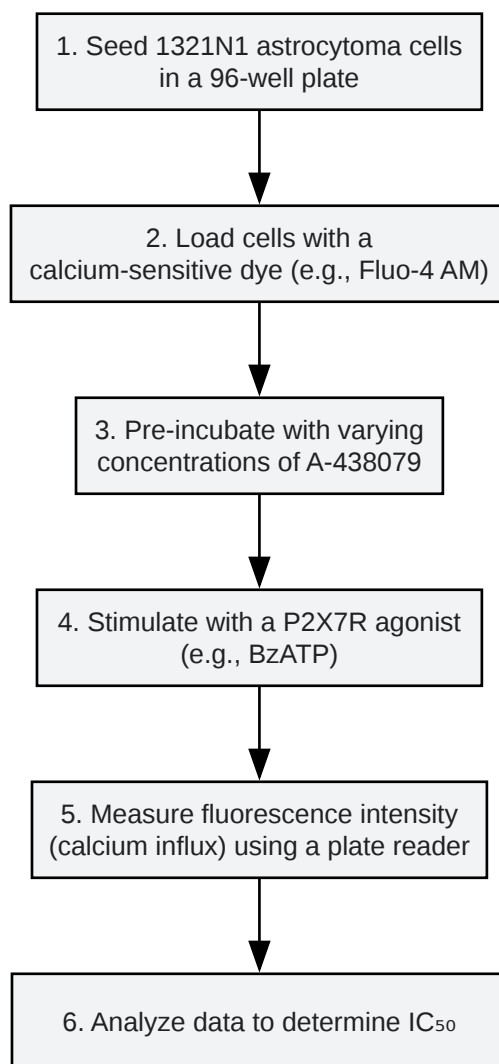 1. Seed 1321N1 astrocytoma cells
in a 96-well plate
2. Load cells with a
calcium-sensitive dye (e.g., Fluo-4 AM)
3. Pre-incubate with varying
concentrations of A-438079
4. Stimulate with a P2X7R agonist
(e.g., BzATP)
5. Measure fluorescence intensity
(calcium influx) using a plate reader
6. Analyze data to determine IC₅₀